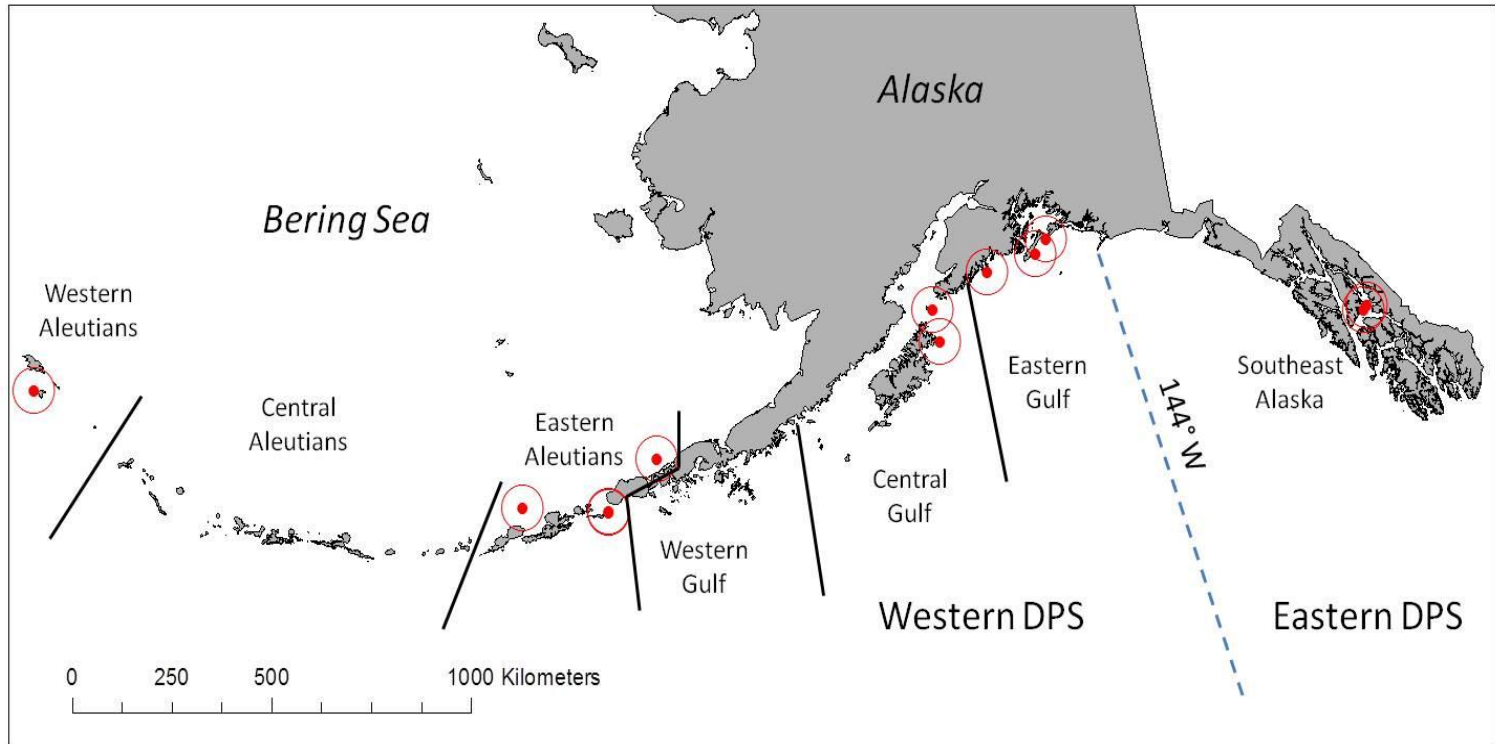 Alaska
Bering Sea
Western
Aleutians
Central
Aleutians
Eastern
Aleutians
Western
Gulf
Central
Gulf
Eastern
Gulf
144° W
Southeast
Alaska
Western DPS
Eastern DPS
0 250 500 1000 Kilometers